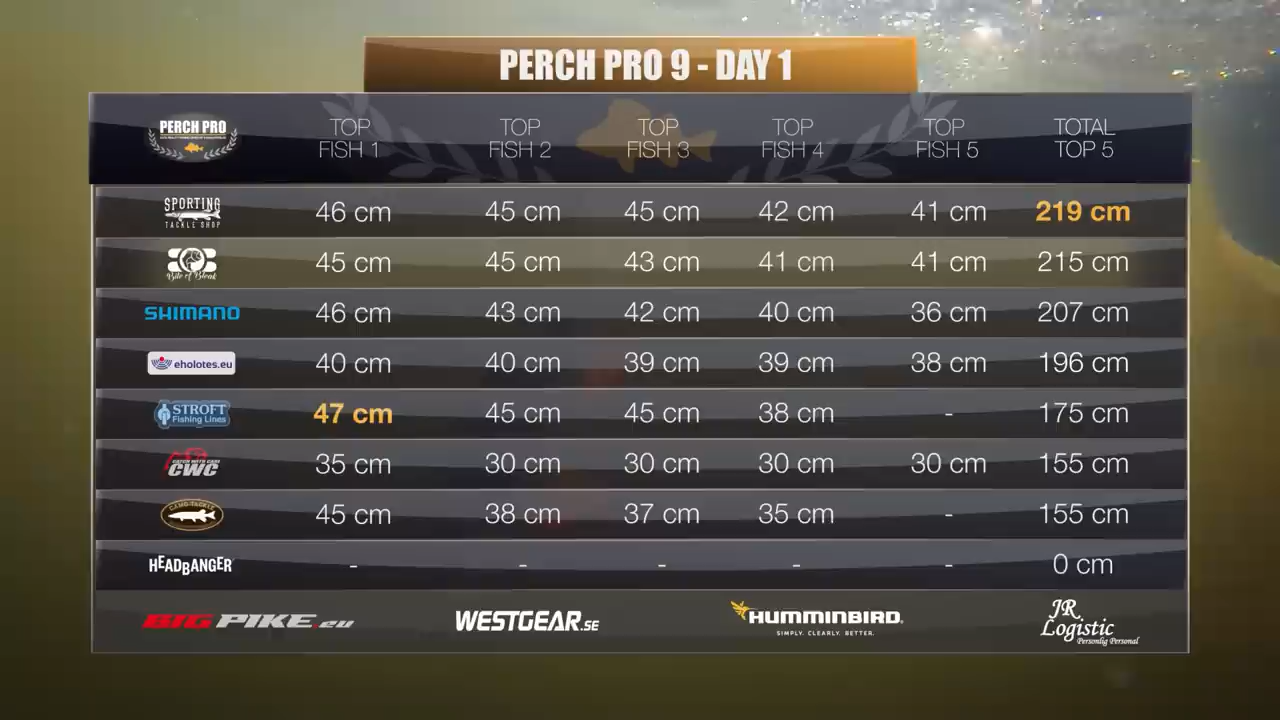 PERCH PRO 9 - DAY 1
PERCH PRO
TOP FISH 1
TOP FISH 2
TOP FISH 3
TOP FISH 4
TOP FISH 5
TOTAL TOP 5
SPORTING
TACKLE SHOP
46 cm 45 cm 45 cm 42 cm 41 cm 219 cm
Bite of Bleak
45 cm 45 cm 43 cm 41 cm 41 cm 215 cm
SHIMANO 46 cm 43 cm 42 cm 40 cm 36 cm 207 cm
eholotes.eu 40 cm 40 cm 39 cm 39 cm 38 cm 196 cm
STROFT
Fishing Lines
47 cm 45 cm 45 cm 38 cm - 175 cm
CATCH WITH CARE
CWC
35 cm 30 cm 30 cm 30 cm 30 cm 155 cm
CAMO-TACKLE
45 cm 38 cm 37 cm 35 cm - 155 cm
HEADBANGER - - - - - 0 cm
BIG PIKE.eu
WESTGEAR.SE
HUMMINBIRD
SIMPLY. CLEARLY. BETTER.
JR
Logistic
Personlig Personal